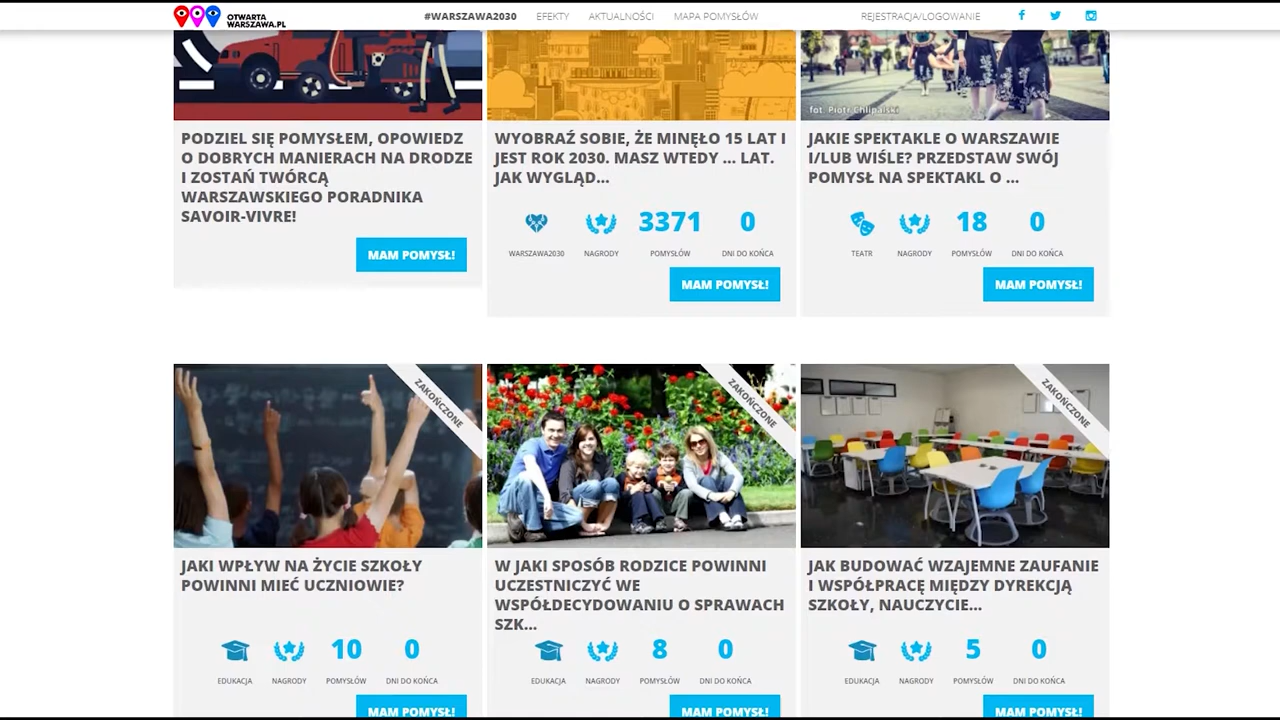 OTWARTA
WARSZAWA.PL
#WARSZAWA2030 EFEKTY AKTUALNOŚCI MAPA POMYSŁÓW REJESTRACJA/LOGOWANIE
fot. Piotr Chlipalski
PODZIEL SIĘ POMYSŁEM, OPOWIEDZ
O DOBRYCH MANIERACH NA DRODZE
I ZOSTAŃ TWÓRCĄ
WARSZAWSKIEGO PORADNIKA
SAVOIR-VIVRE!
MAM POMYSŁ!
WYOBRAŹ SOBIE, ŻE MINĘŁO 15 LAT I
JEST ROK 2030. MASZ WTEDY ... LAT.
JAK WYGLĄD...
3371 0
WARSZAWA2030 NAGRODY POMYSŁÓW DNI DO KOŃCA
MAM POMYSŁ!
JAKIE SPEKTAKLE O WARSZAWIE
I/LUB WIŚLE? PRZEDSTAW SWÓJ
POMYSŁ NA SPEKTAKL O ...
18 0
TEATR NAGRODY POMYSŁÓW DNI DO KOŃCA
MAM POMYSŁ!
ZAKOŃCZONE
JAKI WPŁYW NA ŻYCIE SZKOŁY
POWINNI MIEĆ UCZNIOWIE?
10 0
EDUKACJA NAGRODY POMYSŁÓW DNI DO KOŃCA
MAM POMYSŁ!
ZAKOŃCZONE
W JAKI SPOSÓB RODZICE POWINNI
UCZESTNICZYĆ WE
WSPÓŁDECYDOWANIU O SPRAWACH
SZK...
8 0
EDUKACJA NAGRODY POMYSŁÓW DNI DO KOŃCA
MAM POMYSŁ!
ZAKOŃCZONE
JAK BUDOWAĆ WZAJEMNE ZAUFANIE
I WSPÓŁPRACĘ MIĘDZY DYREKCJĄ
SZKOŁY, NAUCZYCIE...
5 0
EDUKACJA NAGRODY POMYSŁÓW DNI DO KOŃCA
MAM POMYSŁ!